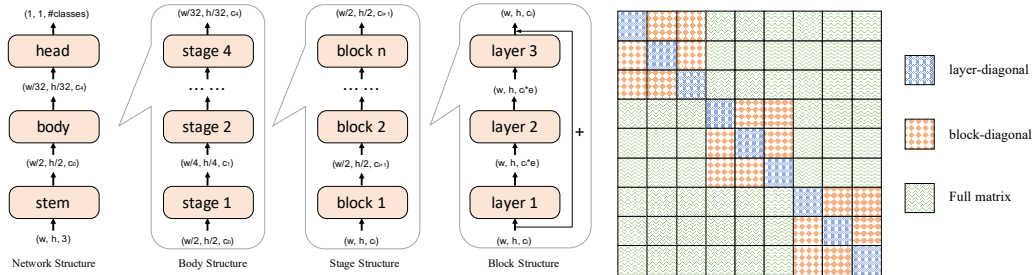 (1, 1, #classes)
head
(w/32, h/32, c₄)
body
(w/2, h/2, c₀)
stem
(w, h, 3)
Network Structure
(w/32, h/32, c₄)
stage 4
... ...
stage 2
(w/4, h/4, c₁)
stage 1
(w/2, h/2, c₀)
Body Structure
(w/2, h/2, cᵢ₊₁)
block n
... ...
block 2
(w/2, h/2, cᵢ₊₁)
block 1
(w, h, cᵢ)
Stage Structure
(w, h, cᵢ)
layer 3
(w, h, cᵢ*e)
layer 2
+
(w, h, cᵢ*e)
layer 1
(w, h, cᵢ)
Block Structure
layer-diagonal
block-diagonal
Full matrix